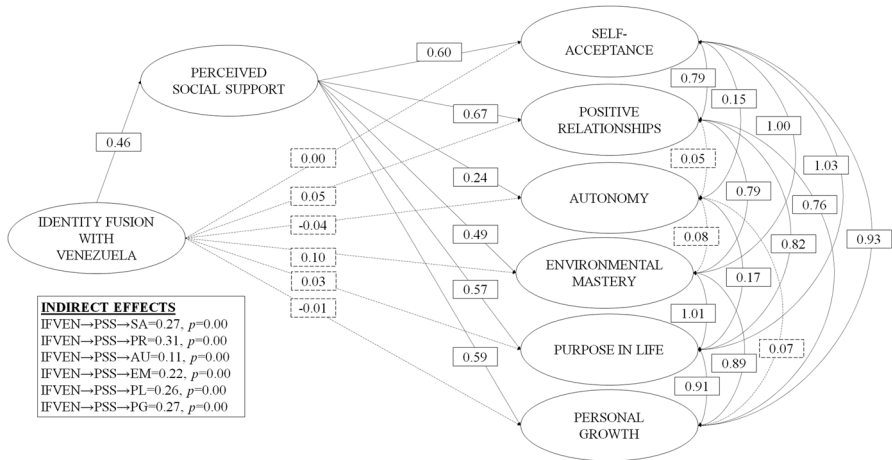 SELF-
ACCEPTANCE
PERCEIVED
SOCIAL SUPPORT
0.60
0.79
0.15
POSITIVE
RELATIONSHIPS
0.67
1.00
0.46
0.00
0.05
1.03
0.24
0.05
AUTONOMY
0.79
0.76
IDENTITY FUSION
WITH
VENEZUELA
-0.04
0.49
0.08
0.82
0.93
0.10
ENVIRONMENTAL
MASTERY
0.17
0.03
0.57
-0.01
1.01
INDIRECT EFFECTS
IFVEN→PSS→SA=0.27, p=0.00
IFVEN→PSS→PR=0.31, p=0.00
IFVEN→PSS→AU=0.11, p=0.00
IFVEN→PSS→EM=0.22, p=0.00
IFVEN→PSS→PL=0.26, p=0.00
IFVEN→PSS→PG=0.27, p=0.00
0.59
PURPOSE IN LIFE
0.07
0.89
0.91
PERSONAL
GROWTH